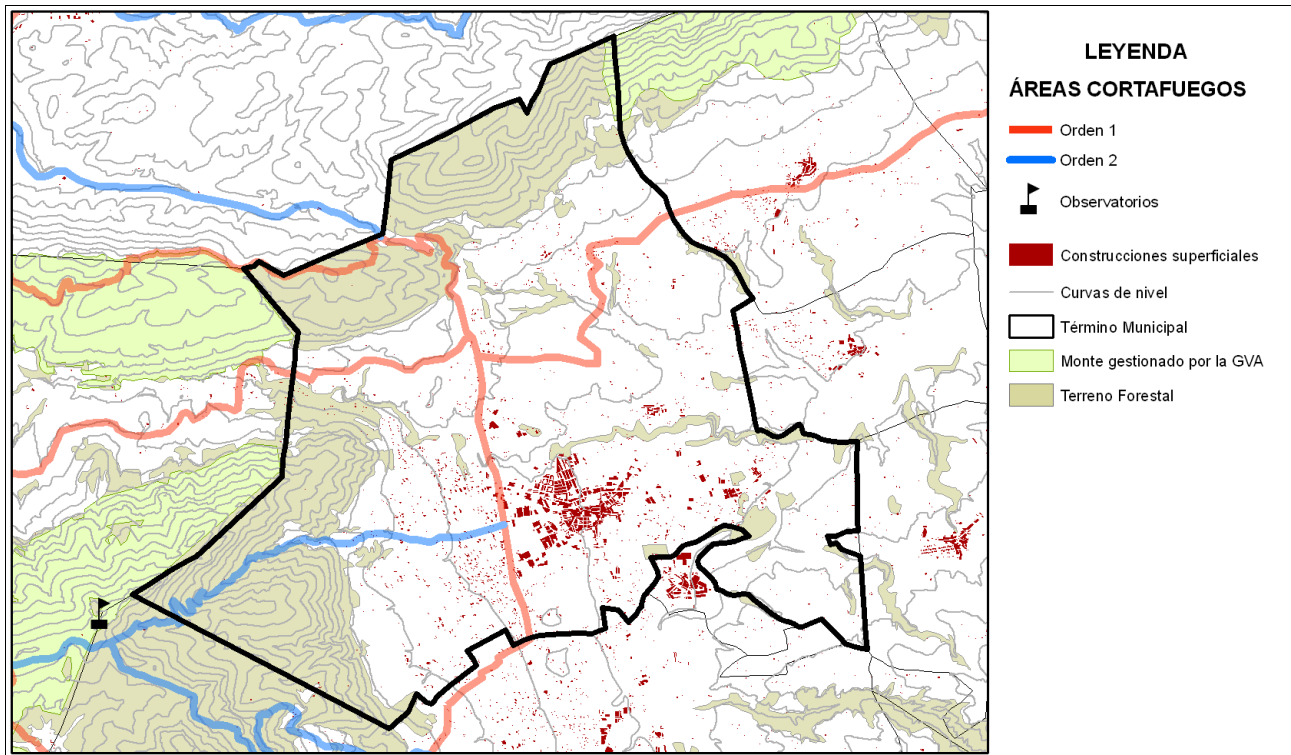 LEYENDA
ÁREAS CORTAFUEGOS
Orden 1
Orden 2
Observatorios
Construcciones superficiales
Curvas de nivel
Término Municipal
Monte gestionado por la GVA
Terreno Forestal